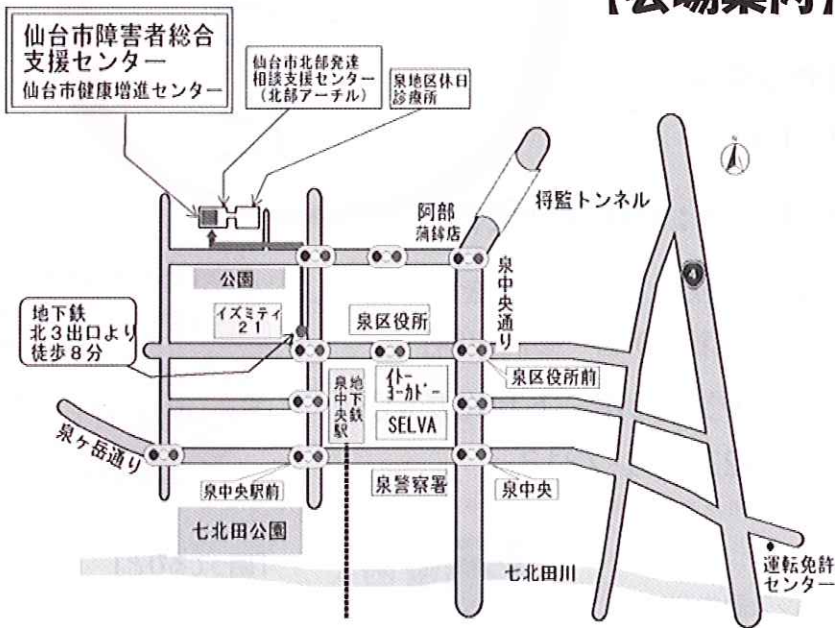 【会場案内】
仙台市障害者総合
支援センター
仙台市健康増進センター
仙台市北部発達
相談支援センター
（北部アーチル）
泉地区休日
診療所
N
将監トンネル
阿部
蒲鉾店
泉中央通り
4
公園
地下鉄
北3出口より
徒歩8分
イズミティ
21
泉区役所
泉区役所前
地下鉄
泉中央駅
イトー
ヨーカドー
SELVA
泉ヶ岳通り
泉中央駅前
泉警察署
泉中央
七北田公園
七北田川
運転免許
センター